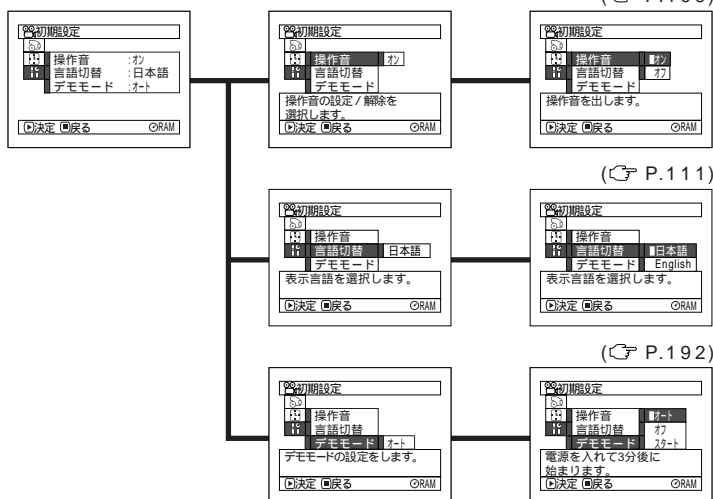 初期設定
操作音 :オン
言語切替 :日本語
デモモード :オート
決定 戻る RAM
初期設定
操作音 オン
言語切替
デモモード
操作音の設定/解除を
選択します。
決定 戻る RAM
初期設定
操作音 オン
言語切替 オフ
デモモード
操作音を出します。
決定 戻る RAM
(P.111)
初期設定
操作音
言語切替 日本語
デモモード
表示言語を選択します。
決定 戻る RAM
初期設定
操作音
言語切替 日本語
デモモード English
表示言語を選択します。
決定 戻る RAM
(P.192)
初期設定
操作音
言語切替
デモモード オート
デモモードの設定をします。
決定 戻る RAM
初期設定
操作音 オート
言語切替 オフ
デモモード スタート
電源を入れて3分後に
始まります。
決定 戻る RAM